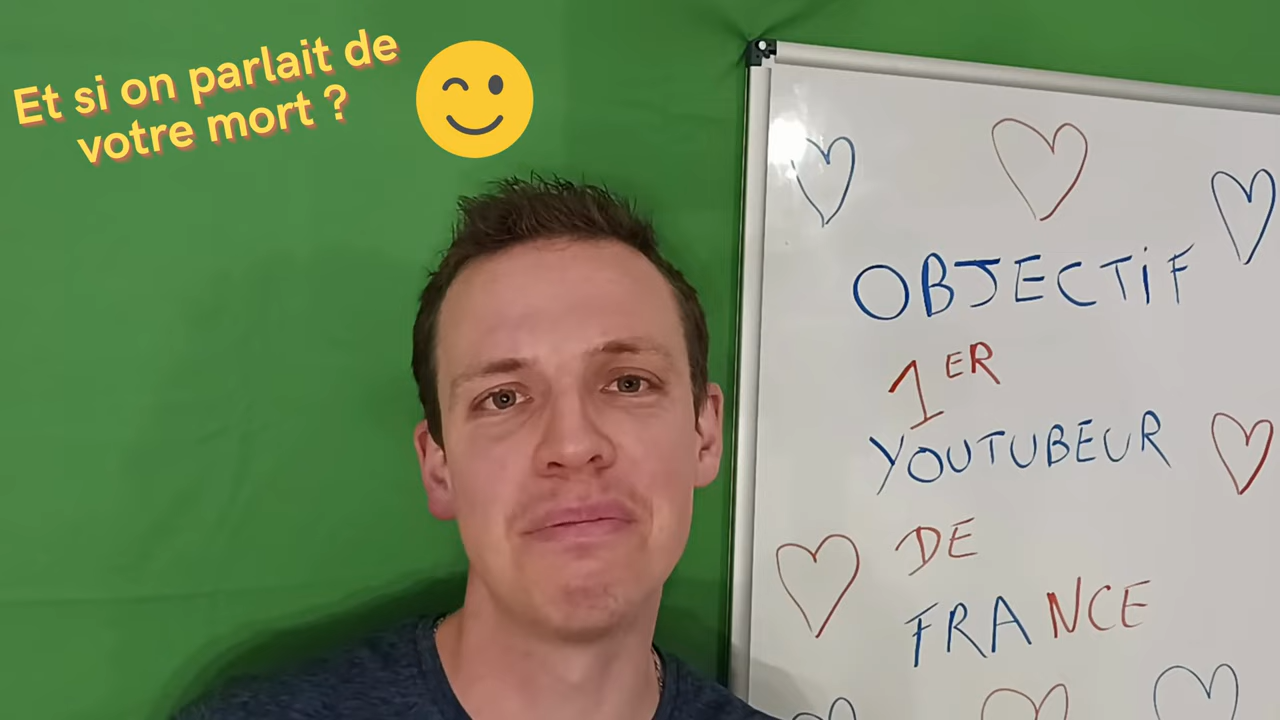 Et si on parlait de
votre mort ?
OBJECTIF
1ER
YOUTUBEUR
DE
FRANCE